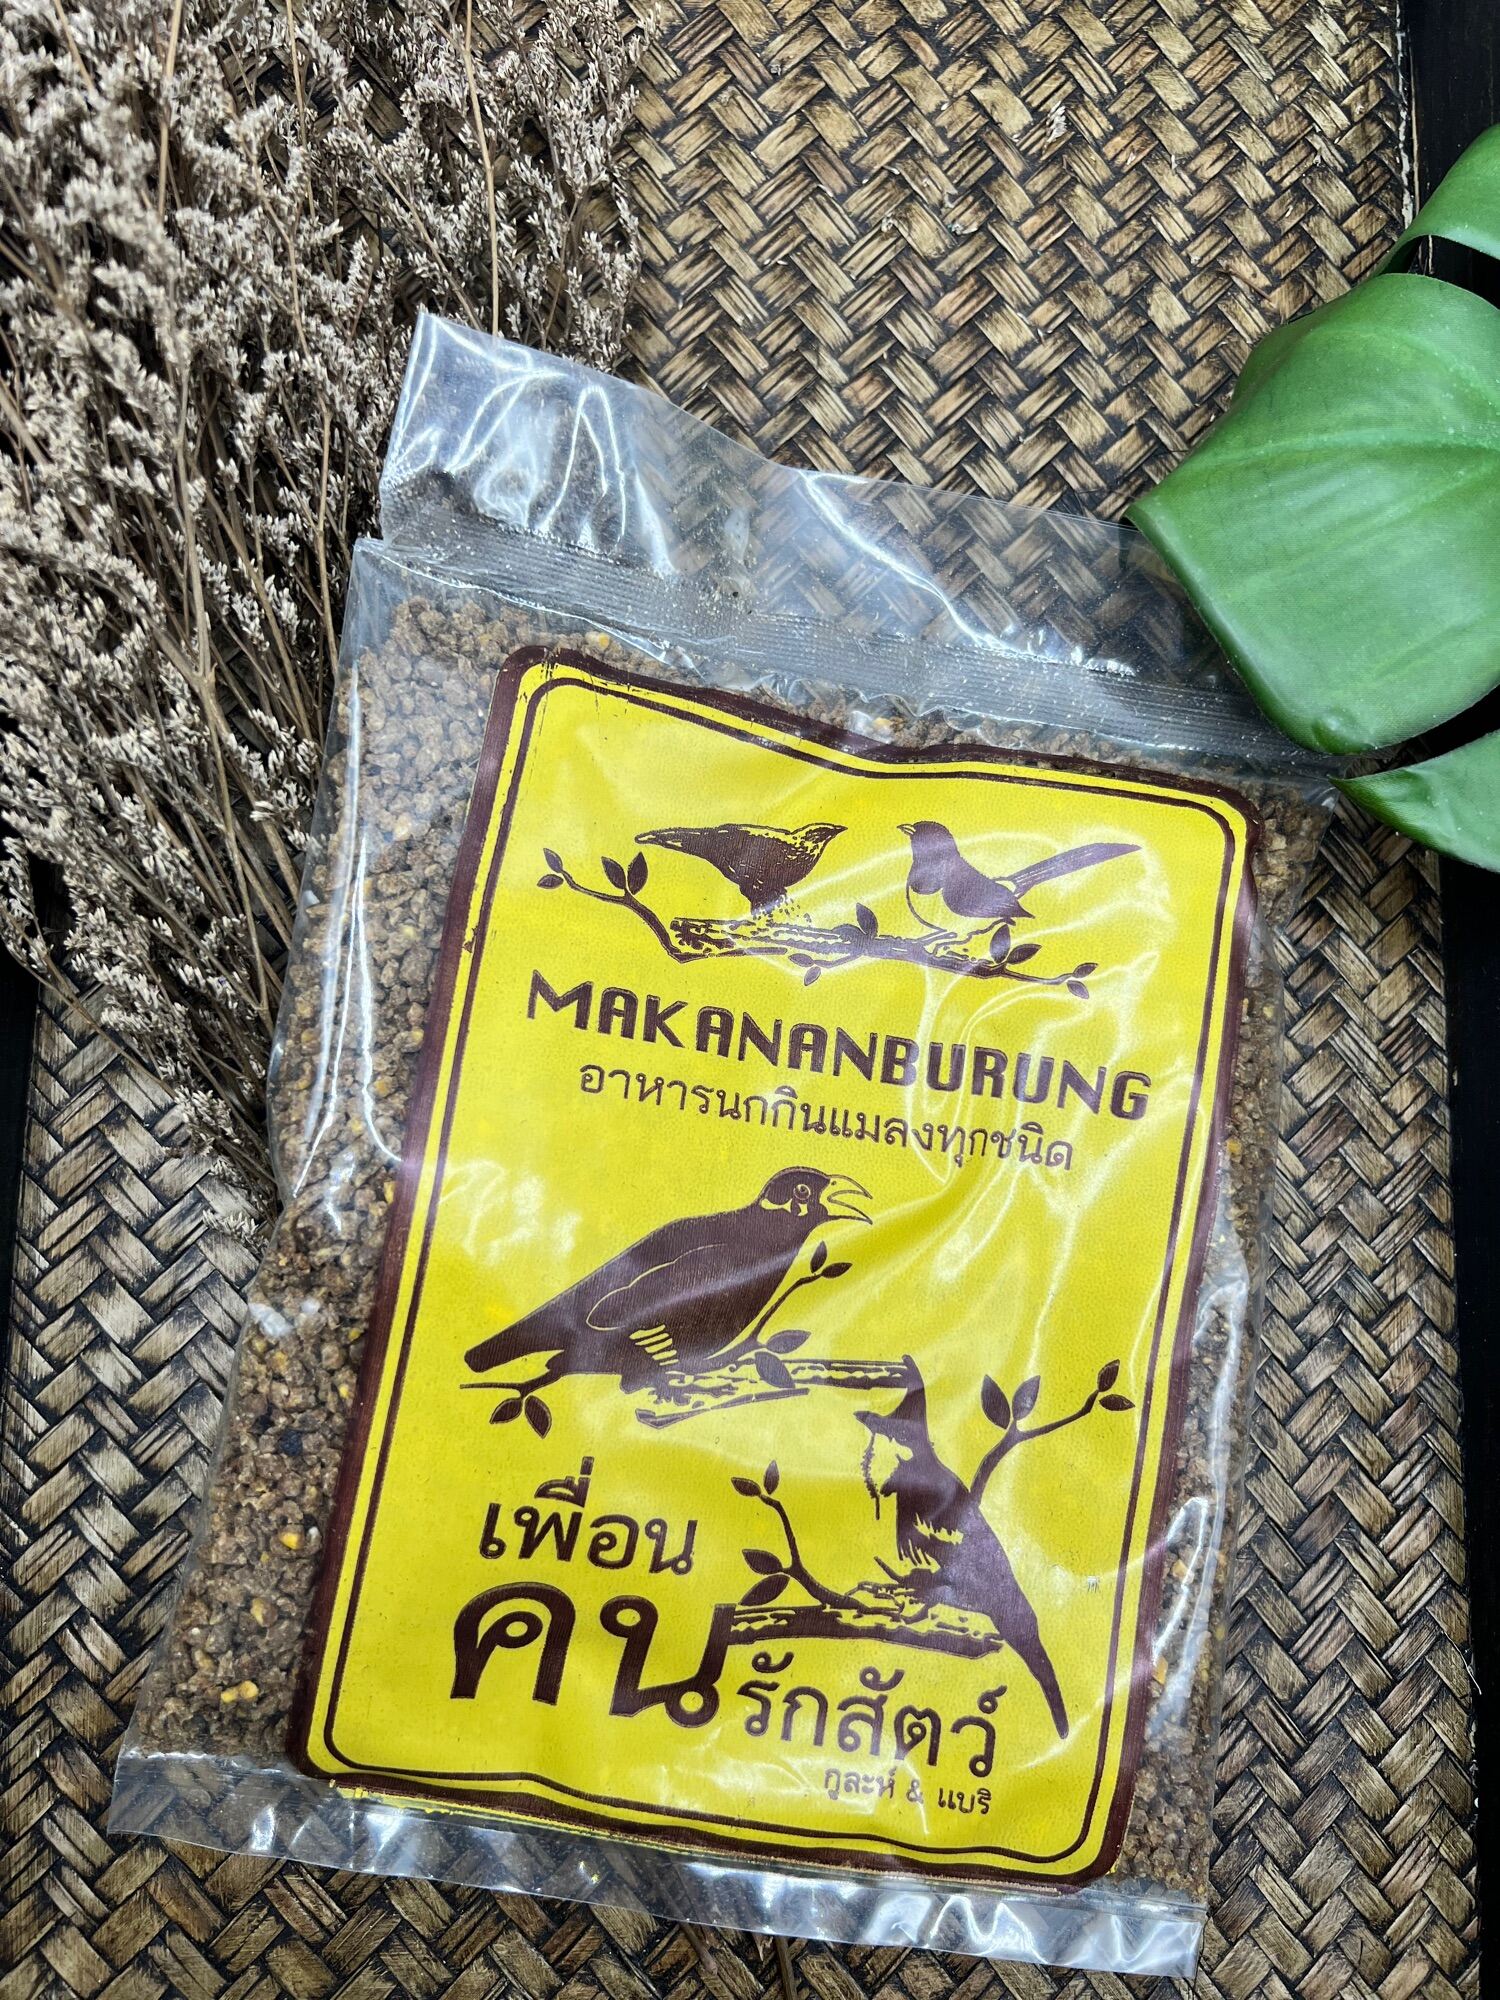 MAKANANBURUNG
อาหารนกกินแมลงทุกชนิด
เพื่อน
คน
รักสัตว์
กูละห์ & แบริ